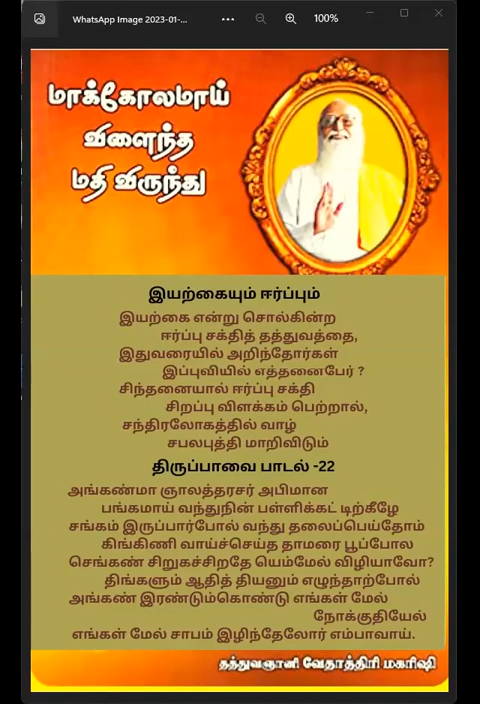 WhatsApp Image 2023-01-...
100%
மாக்கோலமாய்
விளைந்த
மதி விருந்து
இயற்கையும் ஈர்ப்பும்
இயற்கை என்று சொல்கின்ற
ஈர்ப்பு சக்தித் தத்துவத்தை,
இதுவரையில் அறிந்தோர்கள்
இப்புவியில் எத்தனைபேர் ?
சிந்தனையால் ஈர்ப்பு சக்தி
சிறப்பு விளக்கம் பெற்றால்,
சந்திரலோகத்தில் வாழ்
சபலபுத்தி மாறிவிடும்
திருப்பாவை பாடல் -22
அங்கண்மா ஞாலத்தரசர் அபிமான
பங்கமாய் வந்துநின் பள்ளிக்கட் டிற்கீழே
சங்கம் இருப்பார்போல் வந்து தலைப்பெய்தோம்
கிங்கிணி வாய்ச்செய்த தாமரை பூப்போல
செங்கண் சிறுகச்சிறதே யெம்மேல் விழியாவோ?
திங்களும் ஆதித் தியனும் எழுந்தாற்போல்
அங்கண் இரண்டும்கொண்டு எங்கள் மேல்
நோக்குதியேல்
எங்கள் மேல் சாபம் இழிந்தேலோர் எம்பாவாய்.
தத்துவஞானி வேதாத்திரி மகரிஷி